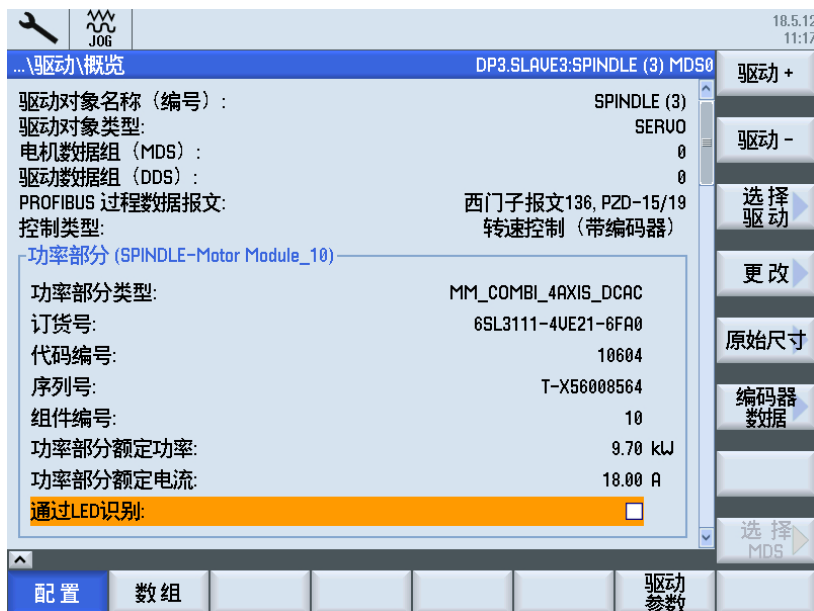 JOG
18.5.12
11:17
...\驱动\概览 DP3.SLAVE3:SPINDLE (3) MDS0
驱动对象名称（编号）: SPINDLE (3)
驱动对象类型: SERVO
电机数据组（MDS）: 0
驱动数据组（DDS）: 0
PROFIBUS 过程数据报文: 西门子报文136, PZD-15/19
控制类型: 转速控制（带编码器）
功率部分 (SPINDLE-Motor Module_10)
功率部分类型: MM_COMBI_4AXIS_DCAC
订货号: 6SL3111-4VE21-6FA0
代码编号: 10604
序列号: T-X56008564
组件编号: 10
功率部分额定功率: 9.70 kW
功率部分额定电流: 18.00 A
通过LED识别:
驱动 +
驱动 -
选择
驱动
更改
原始尺寸
编码器
数据
选择
MDS
配置 数组 驱动
参数